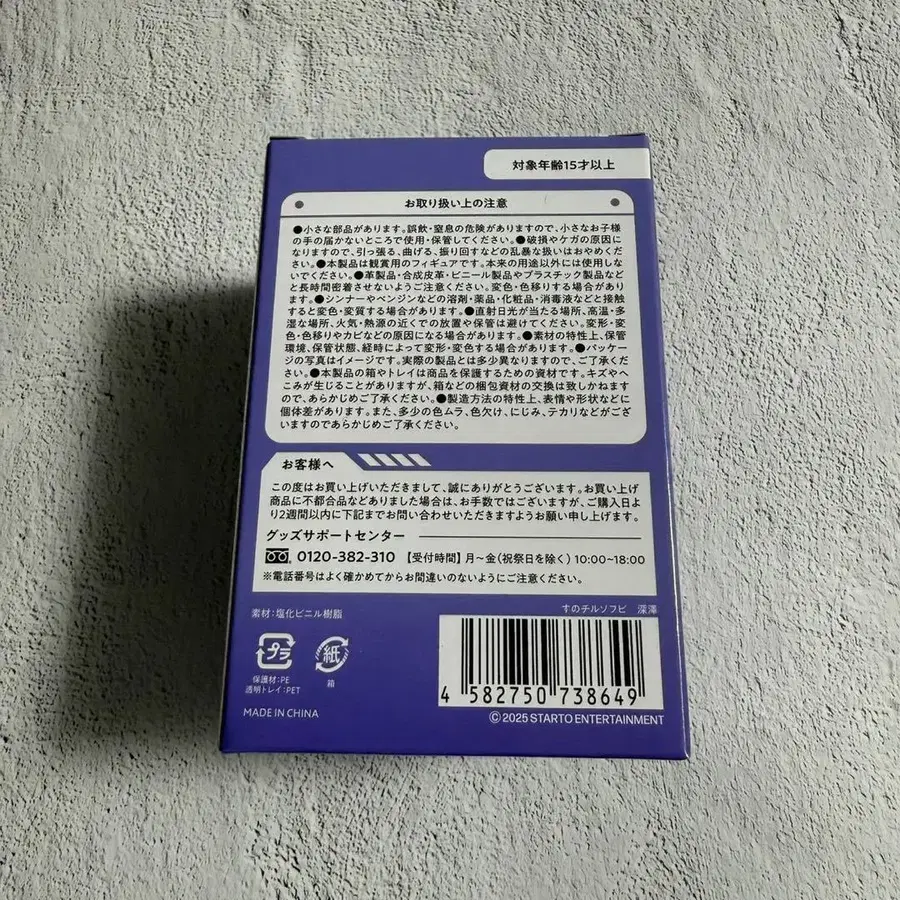 対象年齢15才以上
お取り扱い上の注意
●小さな部品があります。誤飲・窒息の危険がありますので、小さなお子様
の手の届かないところで使用・保管してください。●破損やケガの原因に
なりますので、引っ張る、曲げる、振り回すなどの乱暴な扱いはおやめくだ
さい。●本製品は観賞用のフィギュアです。本来の用途以外には使用しな
いでください。●革製品・合成皮革・ビニール製品やプラスチック製品など
と長時間密着させないようご注意ください。変色・色移りする場合があり
ます。●シンナーやベンジンなどの溶剤・薬品・化粧品・消毒液などと接触
すると変色・変質する場合があります。●直射日光が当たる場所、高温・多
湿な場所、火気・熱源の近くでの放置や保管は避けてください。変形・変
色・色移りやカビなどの原因になる場合があります。●素材の特性上、保管
環境、保管状態、経時によって変形・変色する場合があります。●パッケー
ジの写真はイメージです。実際の製品とは多少異なりますので、ご了承くだ
さい。●本製品の箱やトレイは商品を保護するための資材です。キズやへ
こみが生じることがありますが、箱などの梱包資材の交換は致しかねます
ので、あらかじめご了承ください。●製造方法の特性上、表情や形状などに
個体差があります。また、多少の色ムラ、色欠け、にじみ、テカリなどがござ
いますのであらかじめご了承ください。
お客様へ
この度はお買い上げいただきまして、誠にありがとうございます。お買い上げ
商品に不都合品などありました場合は、お手数ではございますが、ご購入日よ
り2週間以内に下記までお問い合わせいただきますようお願い申し上げます。
グッズサポートセンター
0120-382-310 【受付時間】月〜金(祝祭日を除く)10:00~18:00
※電話番号はよく確かめてからお間違いのないようにご注意ください。
素材:塩化ビニル樹脂
すのチルソフビ 深澤
プラ
紙
保護材:PE
透明トレイ:PET
箱
MADE IN CHINA
4 582750 738649
©2025 STARTO ENTERTAINMENT